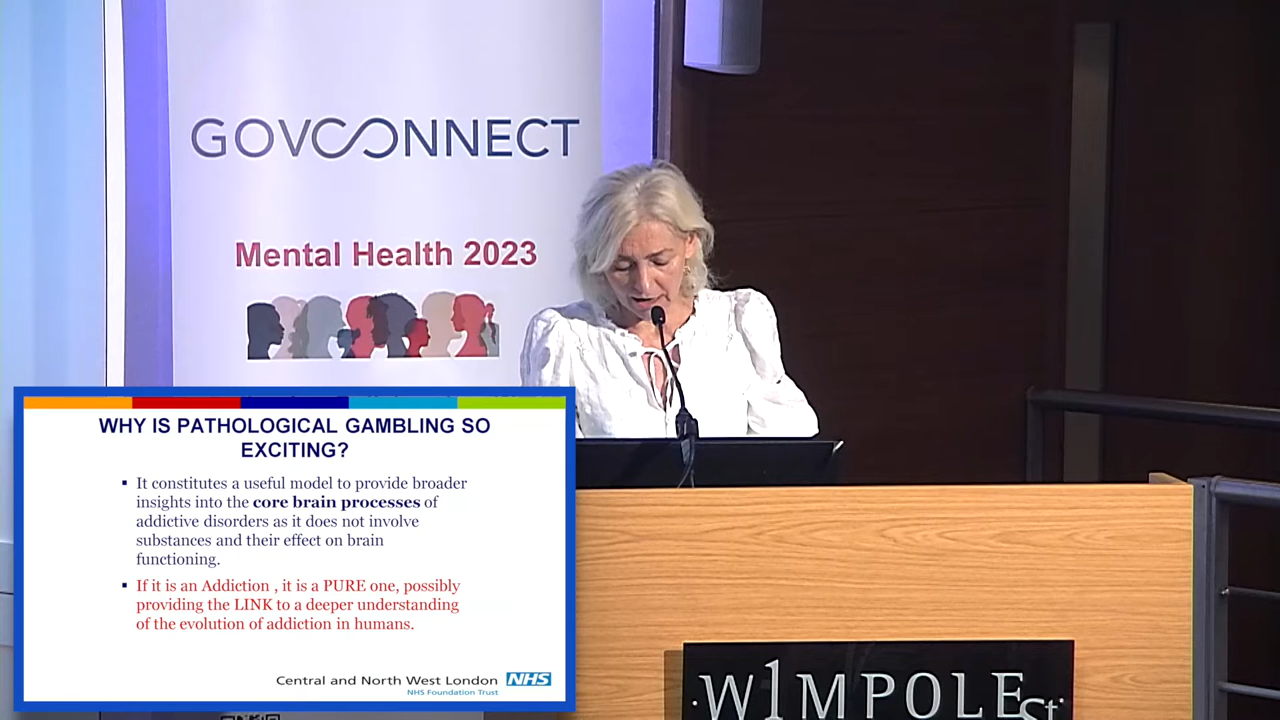 GOVCONNECT
Mental Health 2023
WHY IS PATHOLOGICAL GAMBLING SO
EXCITING?
▪ It constitutes a useful model to provide broader
insights into the core brain processes of
addictive disorders as it does not involve
substances and their effect on brain
functioning.
▪ If it is an Addiction , it is a PURE one, possibly
providing the LINK to a deeper understanding
of the evolution of addiction in humans.
Central and North West London NHS
NHS Foundation Trust
·W1MPOLE St·